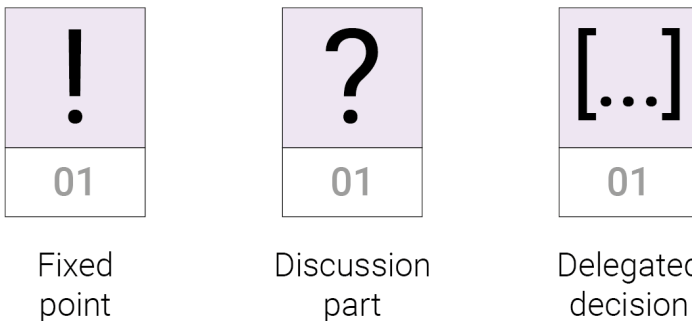 !
?
[...]
01
01
01
Fixed
point
Discussion
part
Delegated
decision